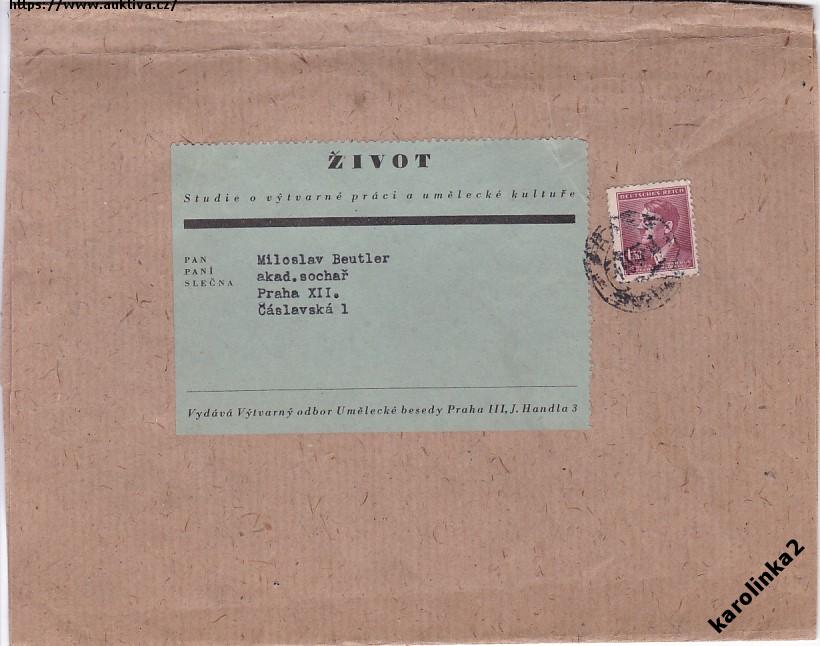 https://www.auktiva.cz/
ŽIVOT
Studie o výtvarné práci a umělecké kultuře
DEUTSCHES REICH
PAN
PANÍ
SLEČNA
Miloslav Beutler
akad.sochař
Praha XII.
Čáslavská 1
Vydává Výtvarný odbor Umělecké besedy Praha III, J. Handla 3
karolinka2